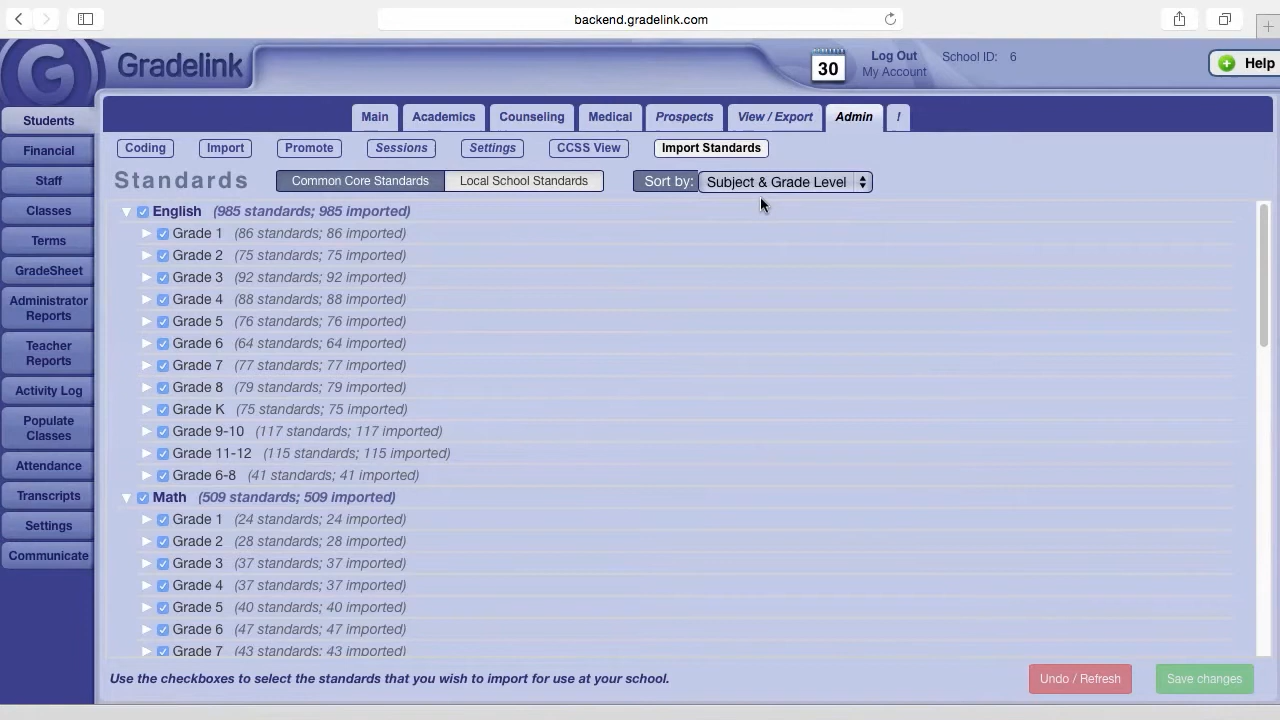 backend.gradelink.com
G Gradelink
30
Log Out
My Account
School ID: 6
Help
Main Academics Counseling Medical Prospects View / Export Admin !
Coding Import Promote Sessions Settings CCSS View Import Standards
Standards Common Core Standards Local School Standards Sort by: Subject & Grade Level
Students
Financial
Staff
Classes
Terms
GradeSheet
Administrator
Reports
Teacher
Reports
Activity Log
Populate
Classes
Attendance
Transcripts
Settings
Communicate
English (985 standards; 985 imported)
Grade 1 (86 standards; 86 imported)
Grade 2 (75 standards; 75 imported)
Grade 3 (92 standards; 92 imported)
Grade 4 (88 standards; 88 imported)
Grade 5 (76 standards; 76 imported)
Grade 6 (64 standards; 64 imported)
Grade 7 (77 standards; 77 imported)
Grade 8 (79 standards; 79 imported)
Grade K (75 standards; 75 imported)
Grade 9-10 (117 standards; 117 imported)
Grade 11-12 (115 standards; 115 imported)
Grade 6-8 (41 standards; 41 imported)
Math (509 standards; 509 imported)
Grade 1 (24 standards; 24 imported)
Grade 2 (28 standards; 28 imported)
Grade 3 (37 standards; 37 imported)
Grade 4 (37 standards; 37 imported)
Grade 5 (40 standards; 40 imported)
Grade 6 (47 standards; 47 imported)
Grade 7 (43 standards; 43 imported)
Use the checkboxes to select the standards that you wish to import for use at your school.
Undo / Refresh
Save changes